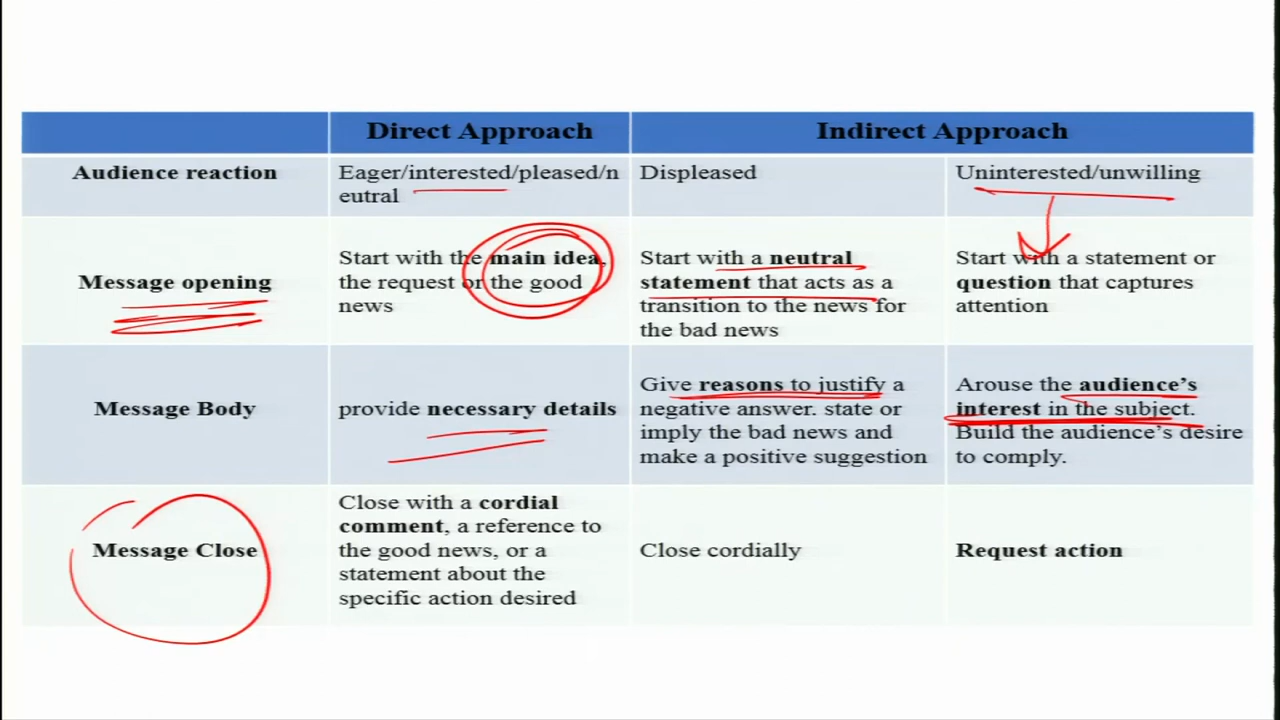 Direct Approach
Indirect Approach
Audience reaction
Eager/interested/pleased/n
eutral
Displeased
Uninterested/unwilling
Message opening
Start with the main idea,
the request or the good
news
Start with a neutral
statement that acts as a
transition to the news for
the bad news
Start with a statement or
question that captures
attention
Message Body
provide necessary details
Give reasons to justify a
negative answer. state or
imply the bad news and
make a positive suggestion
Arouse the audience’s
interest in the subject.
Build the audience’s desire
to comply.
Message Close
Close with a cordial
comment, a reference to
the good news, or a
statement about the
specific action desired
Close cordially
Request action